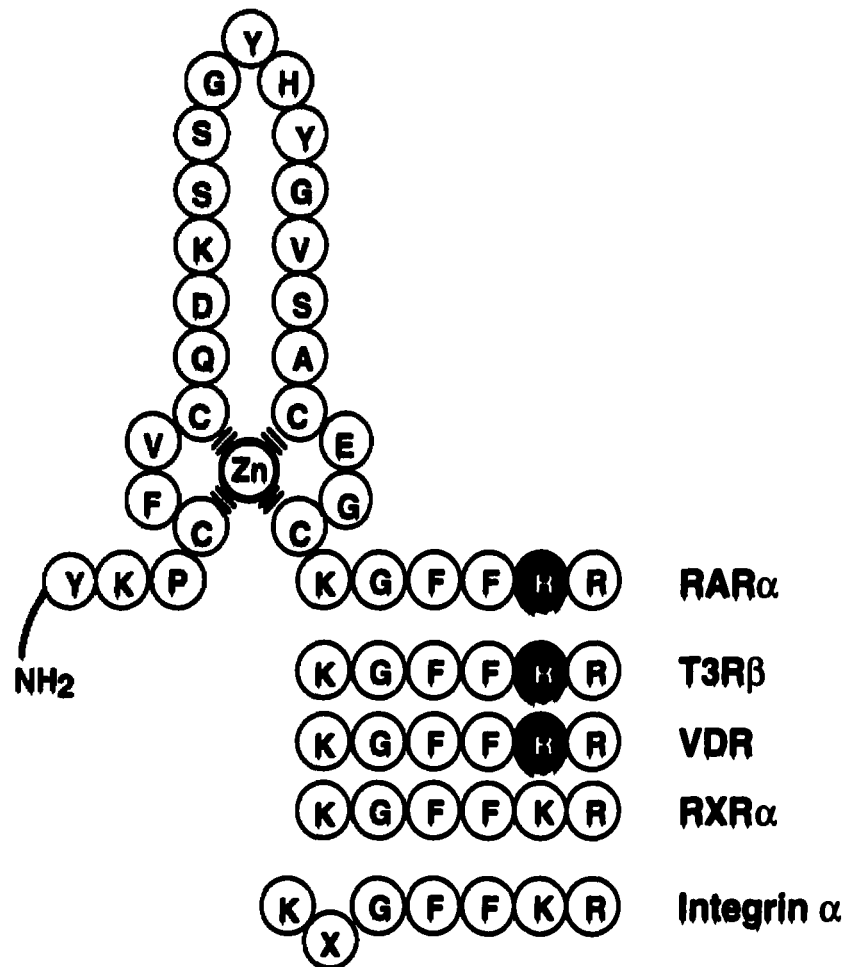 Y
G H
S Y
S G
K V
D S
Q A
C C
V E
Zn
F G
C C
Y K P K G F F R R RARα
NH2
K G F F R R T3Rβ
K G F F R R VDR
K G F F K R RXRα
K X G F F K R Integrin α